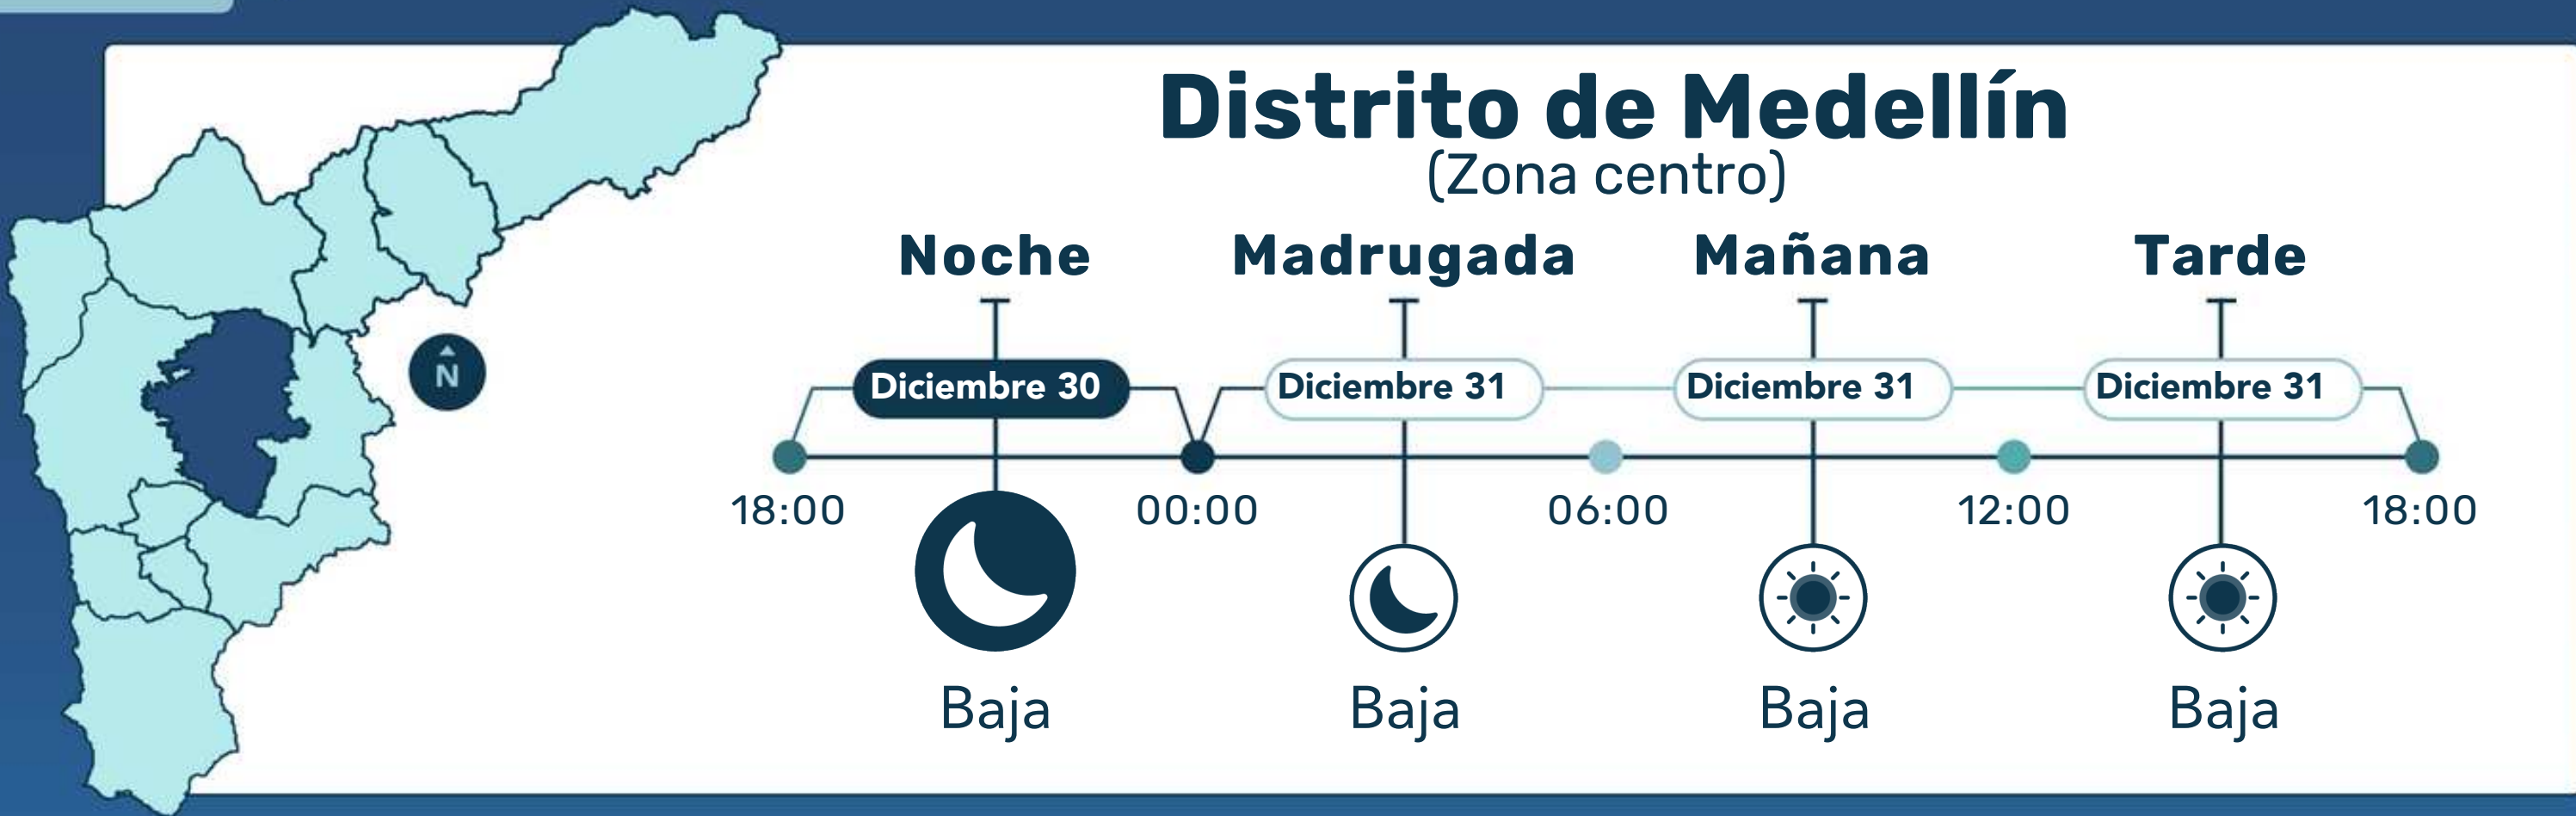 Distrito de Medellín
(Zona centro)
Noche Madrugada Mañana Tarde
Diciembre 30 Diciembre 31 Diciembre 31 Diciembre 31
N
18:00 00:00 06:00 12:00 18:00
Baja Baja Baja Baja